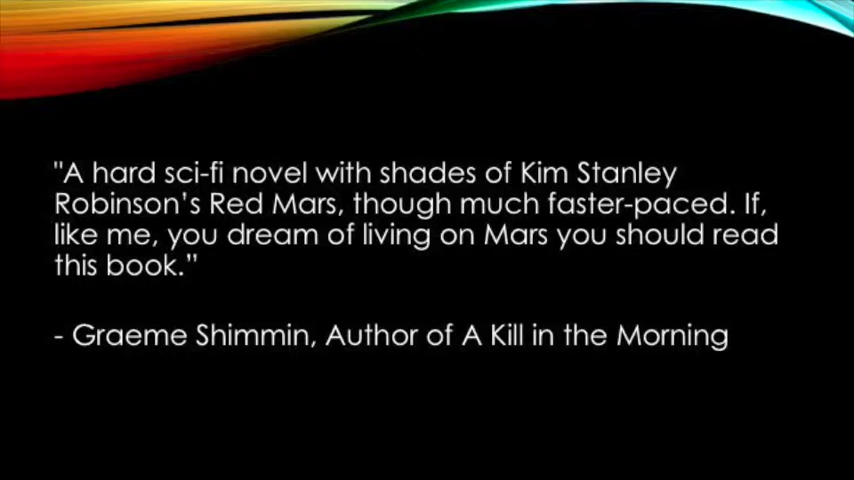 "A hard sci-fi novel with shades of Kim Stanley
Robinson’s Red Mars, though much faster-paced. If,
like me, you dream of living on Mars you should read
this book.”
- Graeme Shimmin, Author of A Kill in the Morning